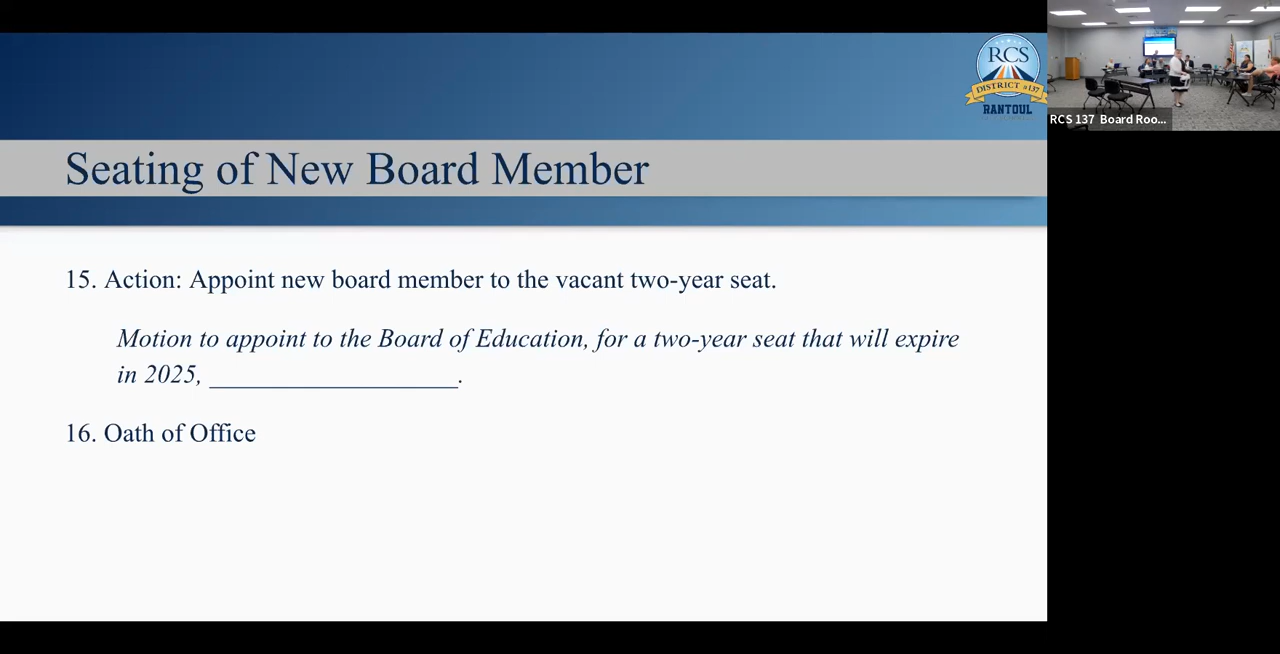 RCS
DISTRICT #137
RANTOUL
RCS 137 Board Roo...
Seating of New Board Member
15. Action: Appoint new board member to the vacant two-year seat.
Motion to appoint to the Board of Education, for a two-year seat that will expire
in 2025, ___________________.
16. Oath of Office